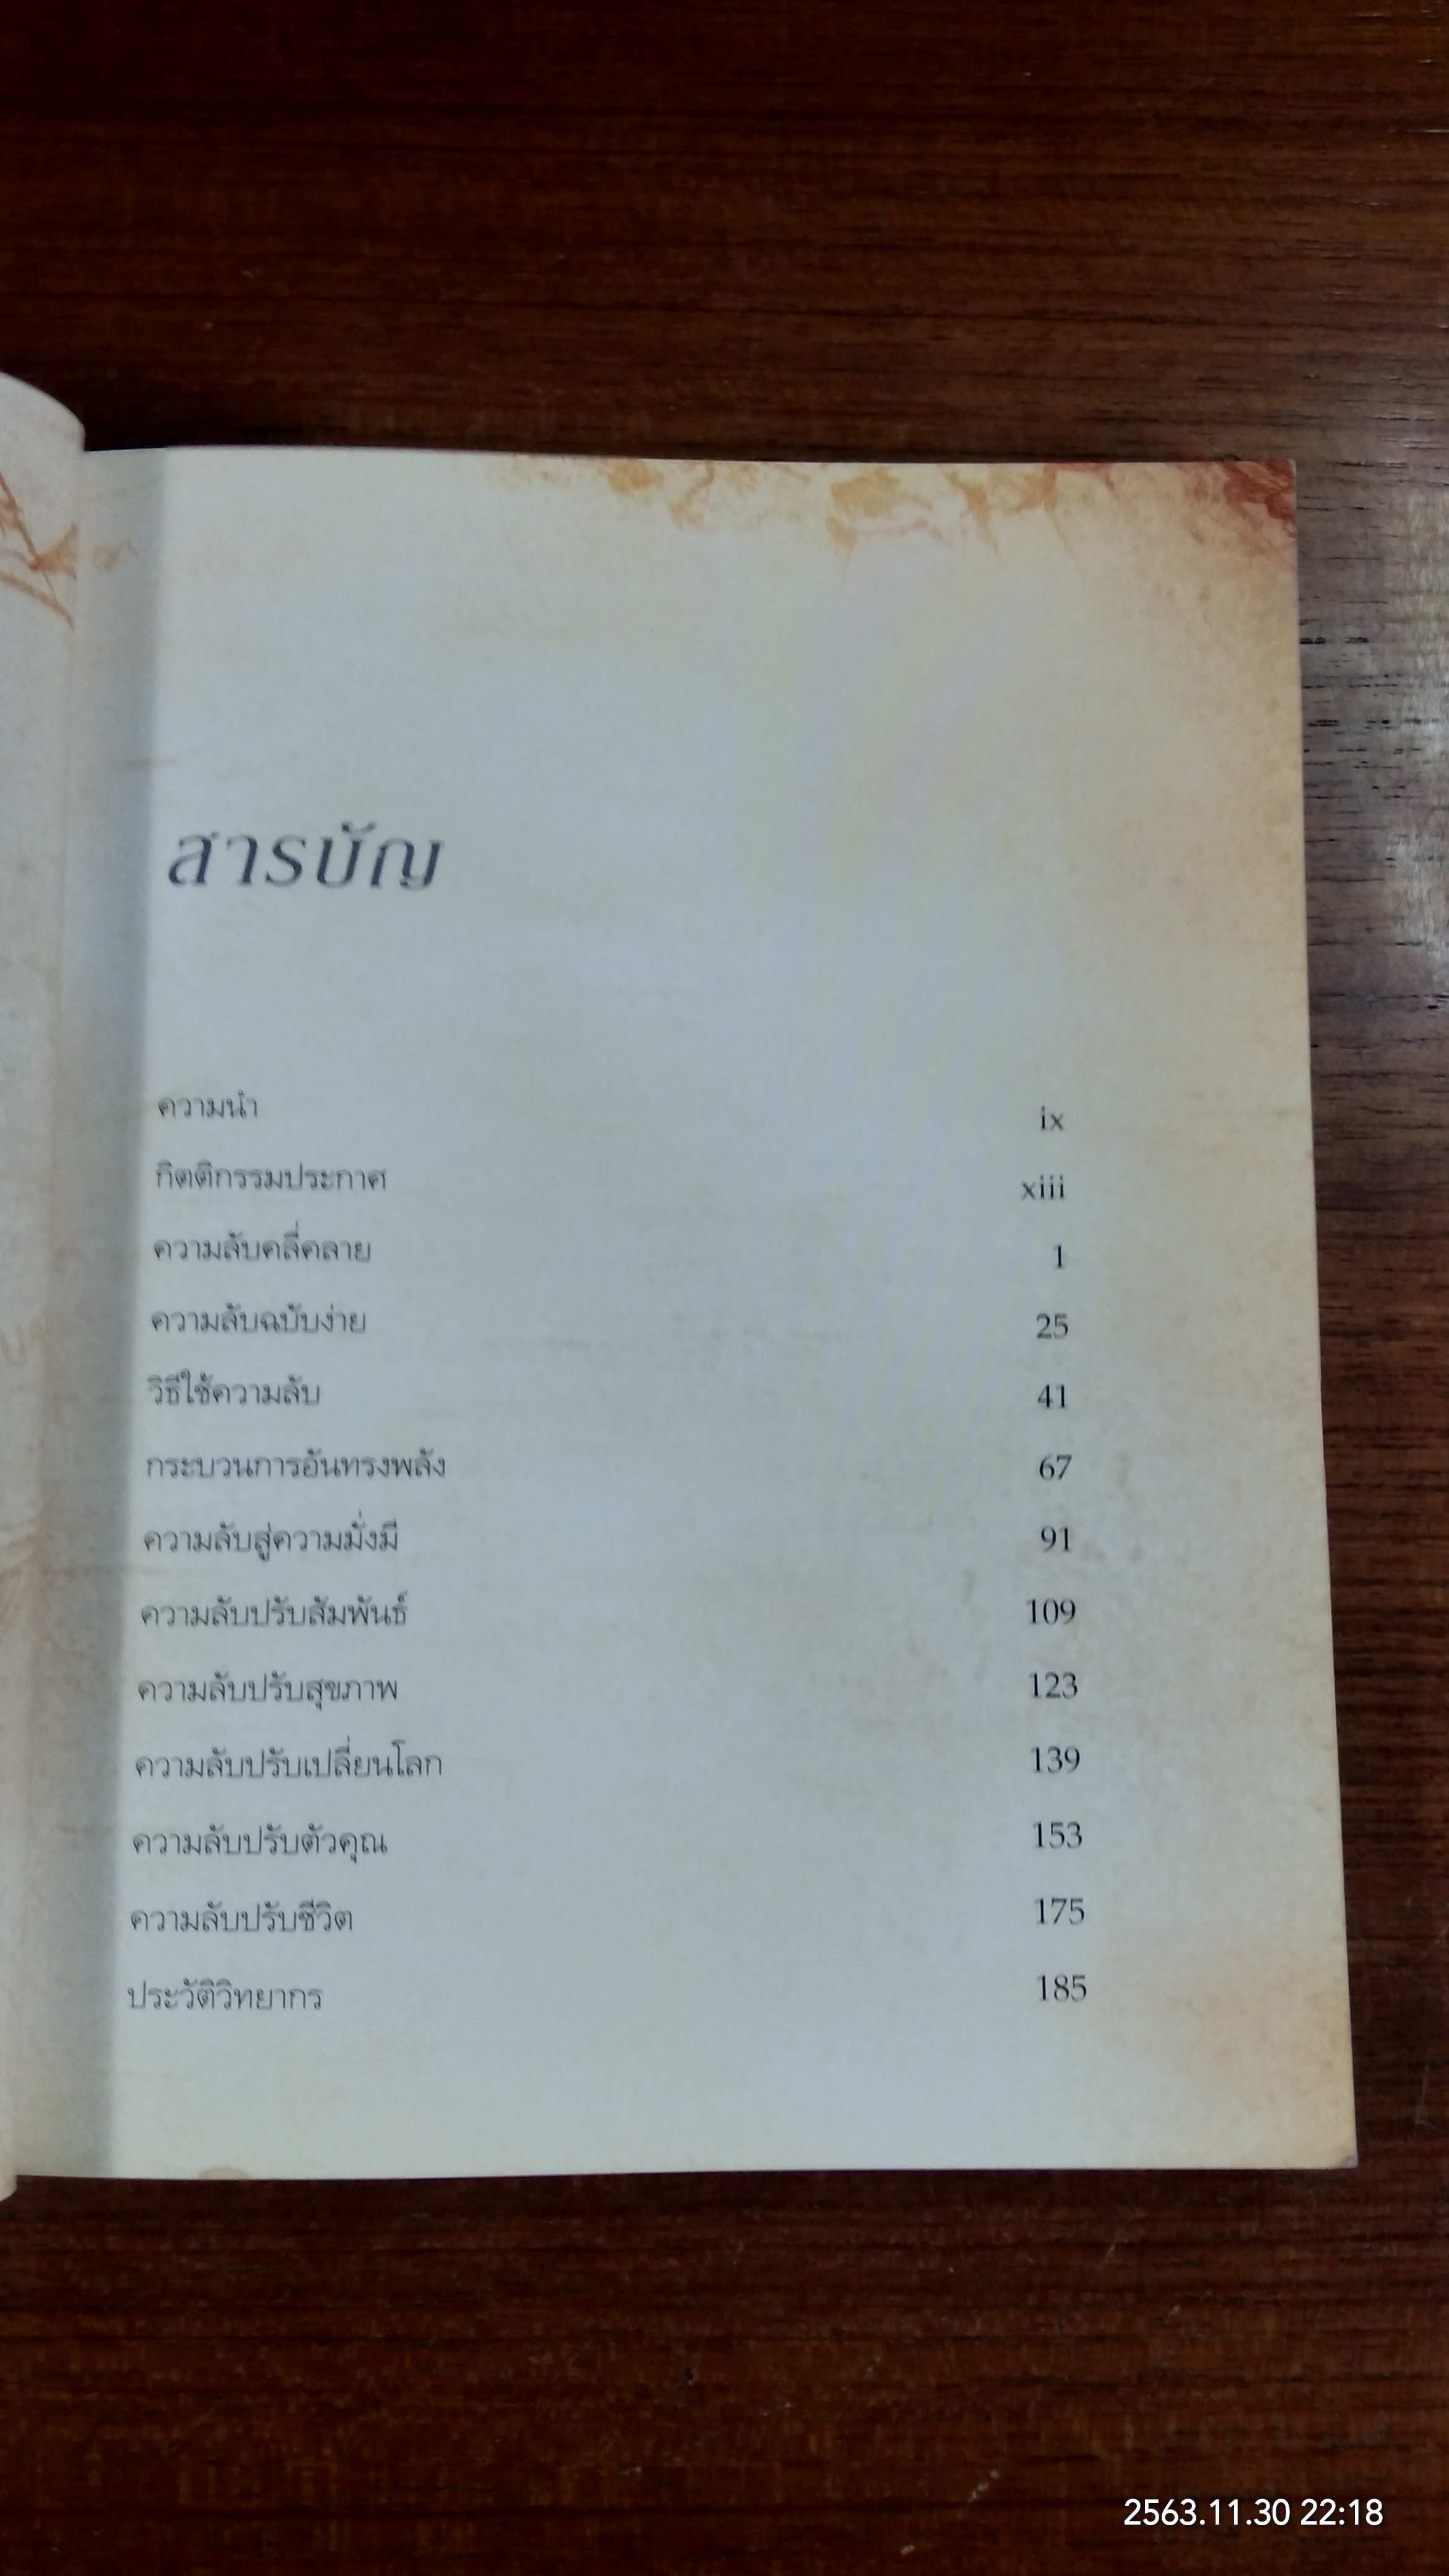 สารบัญ
ความนำ ix
กิตติกรรมประกาศ xiii
ความลับคลี่คลาย 1
ความลับฉบับง่าย 25
วิธีใช้ความลับ 41
กระบวนการอันทรงพลัง 67
ความลับสู่ความมั่งมี 91
ความลับปรับสัมพันธ์ 109
ความลับปรับสุขภาพ 123
ความลับปรับเปลี่ยนโลก 139
ความลับปรับตัวคุณ 153
ความลับปรับชีวิต 175
ประวัติวิทยากร 185
2563.11.30 22:18